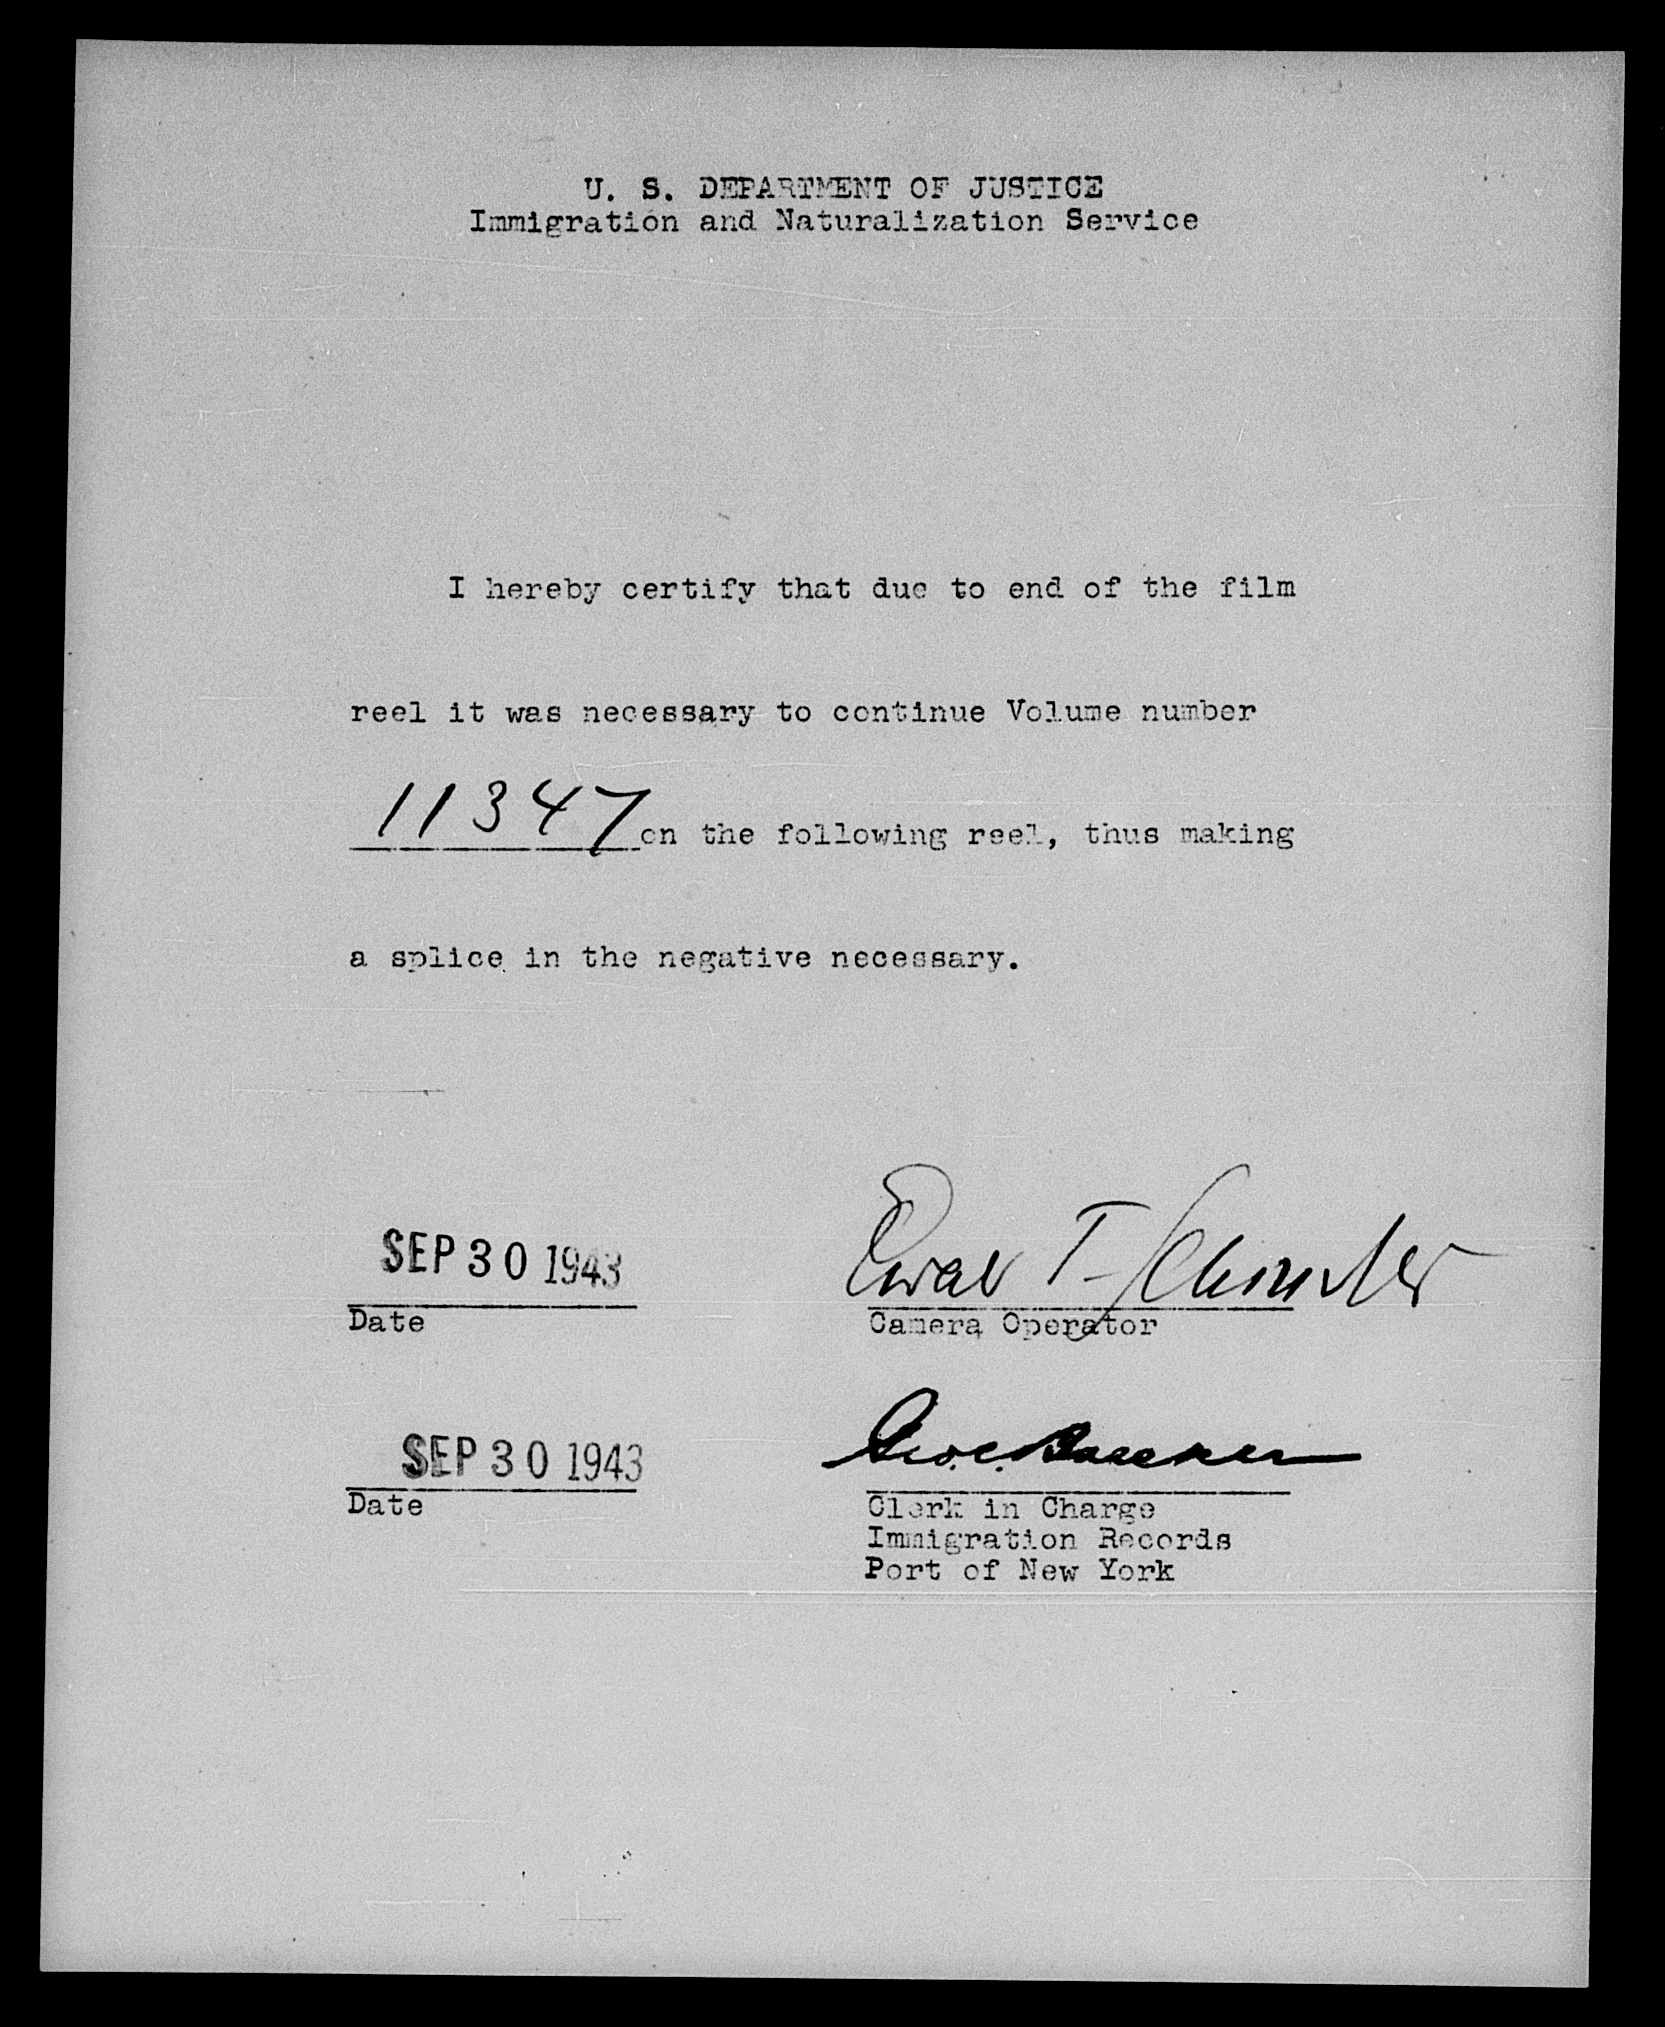 U. S. DEPARTMENT OF JUSTICE
Immigration and Naturalization Service
I hereby certify that due to end of the film
reel it was necessary to continue Volume number
11347 on the following reel, thus making
a splice in the negative necessary.
SEP 30 1943
Date
Camera Operator
SEP 30 1943
Geo.
Date
Clerk in Charge
Immigration Records
Port of New York